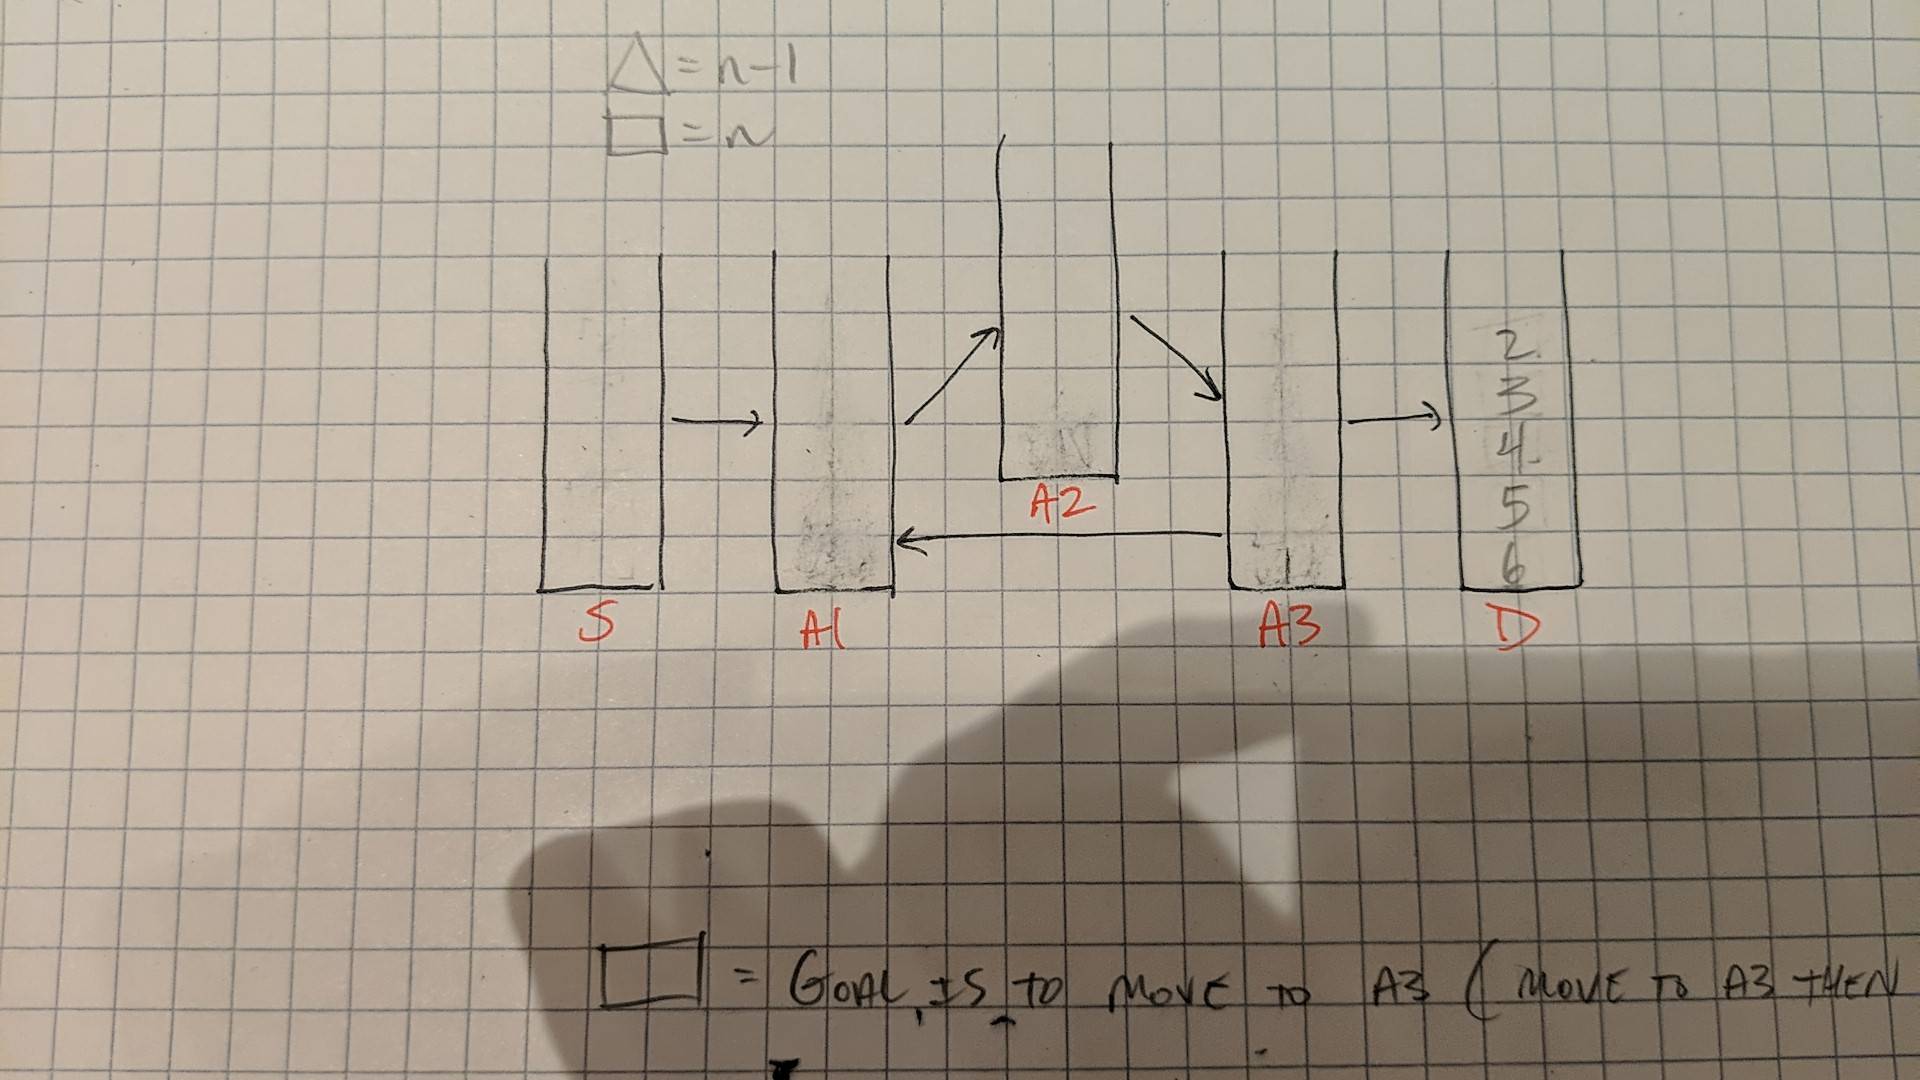 △ = n-1
□ = n
2
3
4
5
6
1
A2
S
A1
A3
D
□ = GOAL IS TO MOVE TO A3 (MOVE TO A3 THEN